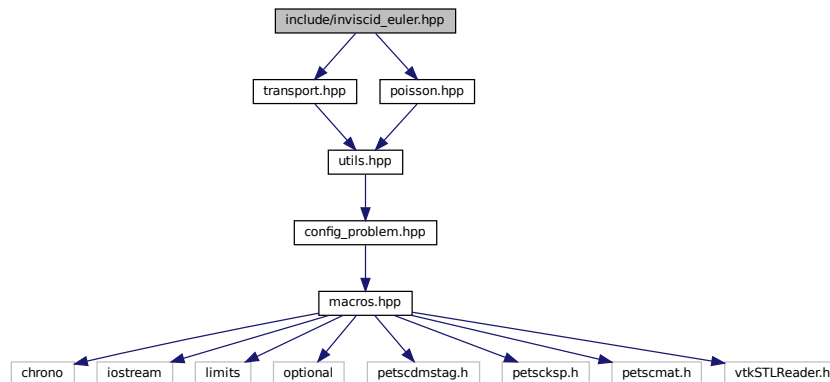 include/inviscid_euler.hpp
transport.hpp
poisson.hpp
utils.hpp
config_problem.hpp
macros.hpp
chrono
iostream
limits
optional
petscdmstag.h
petscksp.h
petscmat.h
vtkSTLReader.h